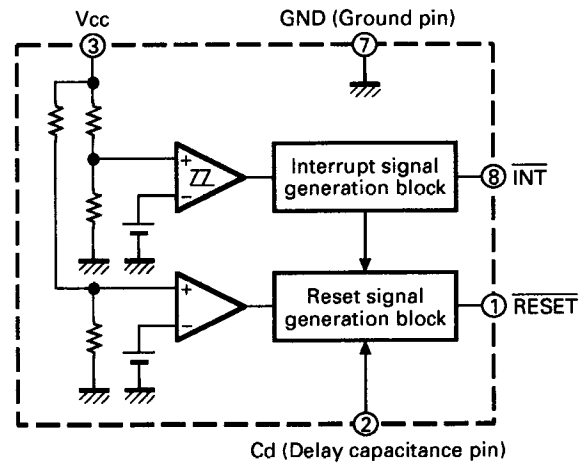 Vcc
GND (Ground pin)
3
7
+
−
Interrupt signal
generation block
8
INT
+
−
Reset signal
generation block
1
RESET
2
Cd (Delay capacitance pin)